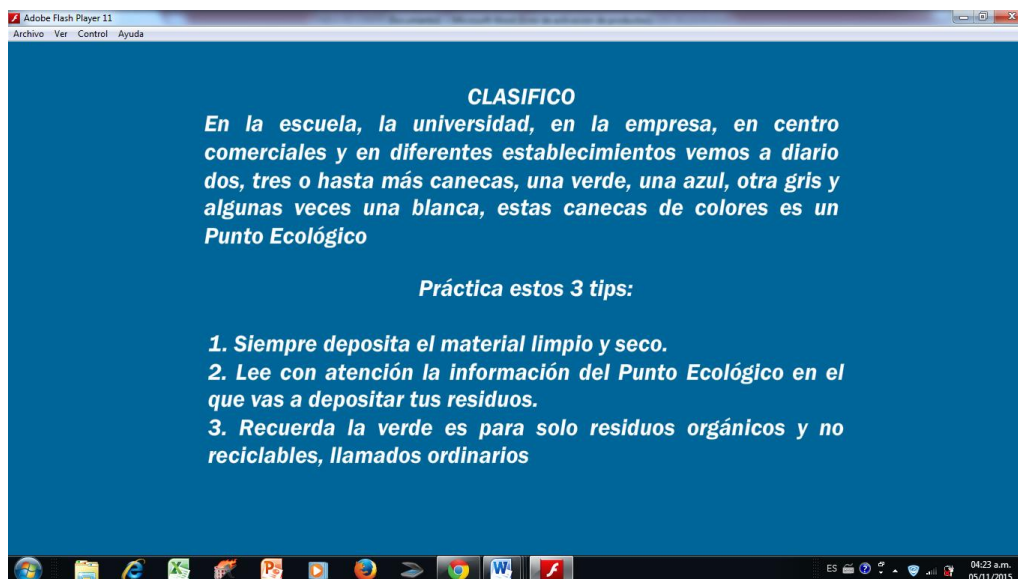 Adobe Flash Player 11
Archivo Ver Control Ayuda
CLASIFICO
En la escuela, la universidad, en la empresa, en centro
comerciales y en diferentes establecimientos vemos a diario
dos, tres o hasta más canecas, una verde, una azul, otra gris y
algunas veces una blanca, estas canecas de colores es un
Punto Ecológico
Práctica estos 3 tips:
1. Siempre deposita el material limpio y seco.
2. Lee con atención la información del Punto Ecológico en el
que vas a depositar tus residuos.
3. Recuerda la verde es para solo residuos orgánicos y no
reciclables, llamados ordinarios
ES
04:23 a.m.
05/11/2015